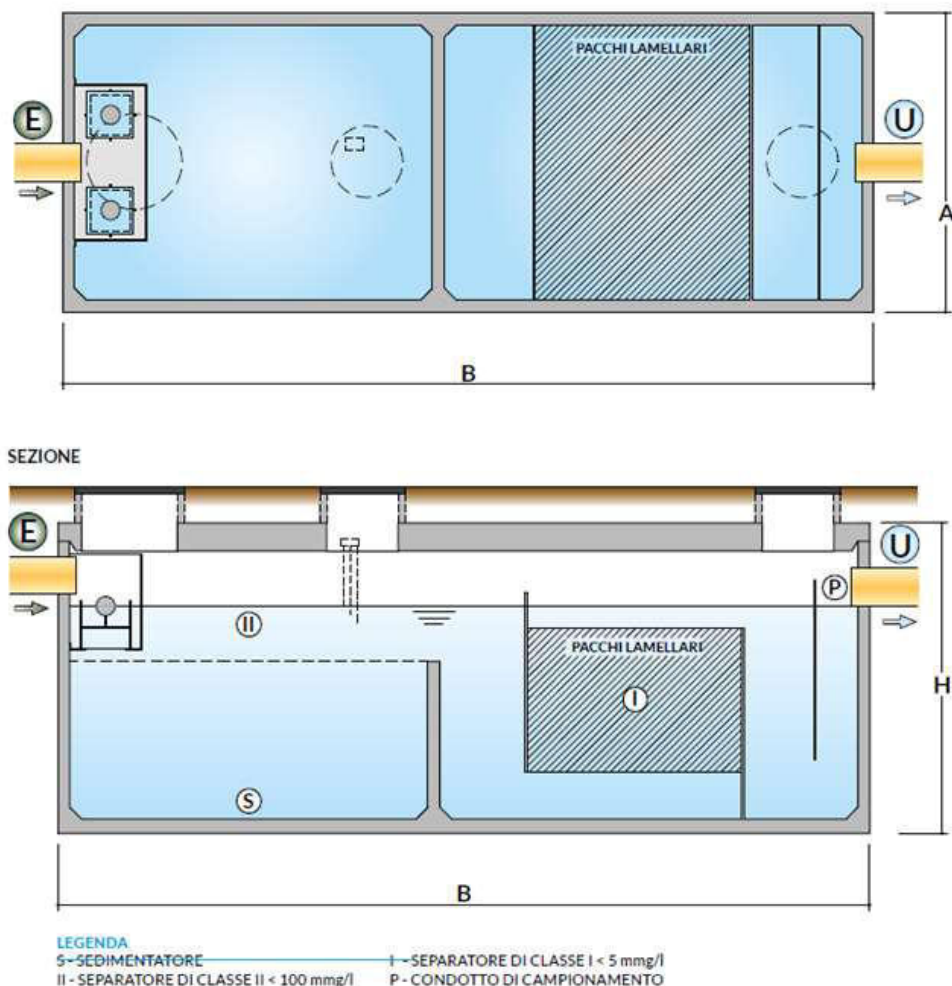 PACCHI LAMELLARI
E
U
A
B
SEZIONE
E
U
P
II
PACCHI LAMELLARI
I
H
S
B
LEGENDA
S - SEDIMENTATORE I - SEPARATORE DI CLASSE I < 5 mmg/l
II - SEPARATORE DI CLASSE II < 100 mmg/l P - CONDOTTO DI CAMPIONAMENTO